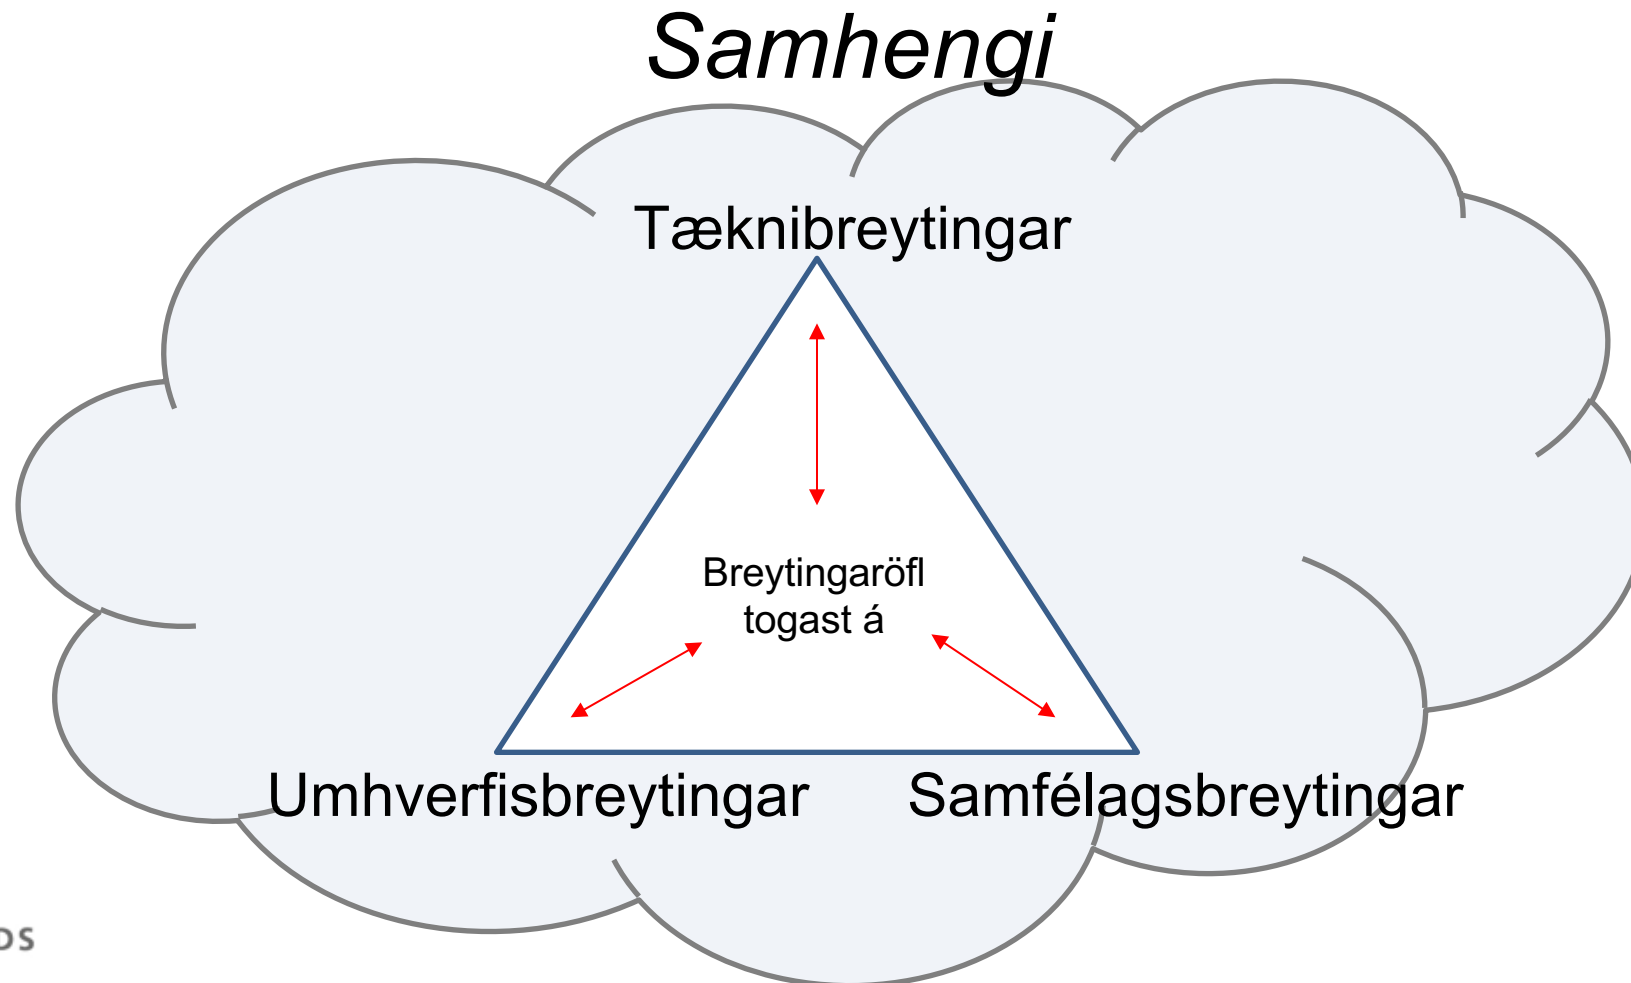 Samhengi
Tæknibreytingar
Breytingaröfl
togast á
Umhverfisbreytingar
Samfélagsbreytingar